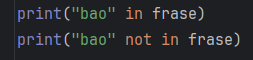 print("bao" in frase)
print("bao" not in frase)